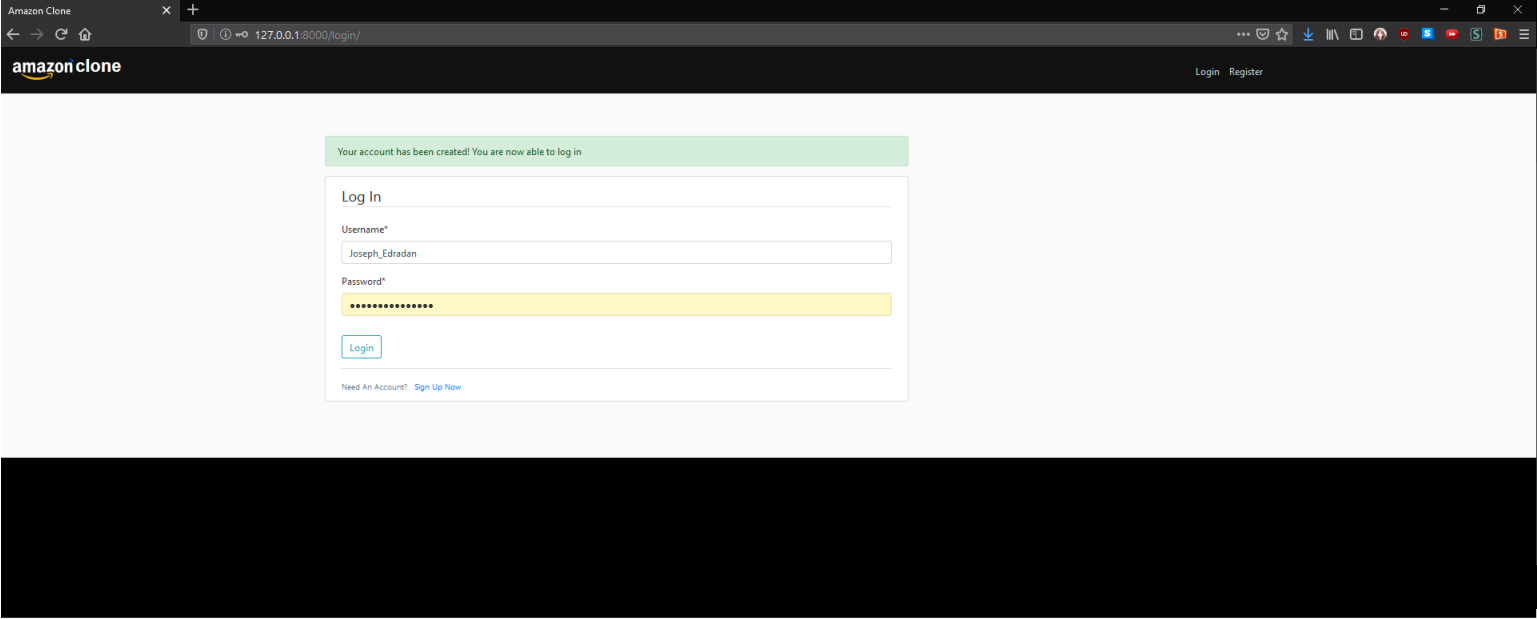 Amazon Clone
127.0.0.1:8000/login/
amazon clone
Login Register
Your account has been created! You are now able to log in
Log In
Username*
Joseph_Edradan
Password*
Login
Need An Account? Sign Up Now